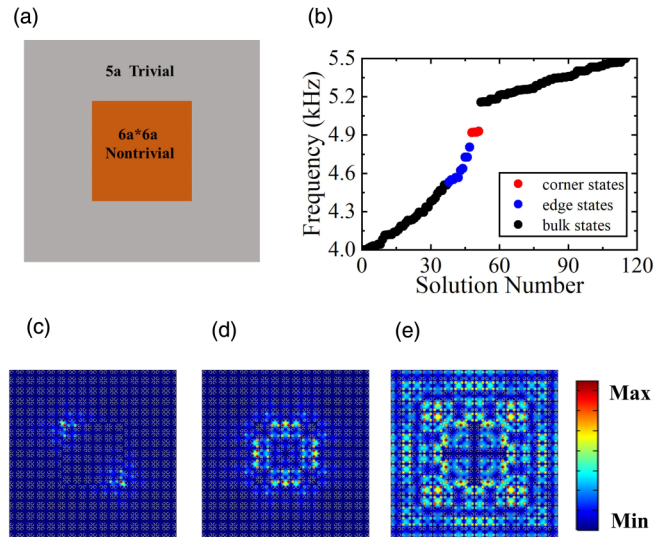 (a)
5a Trivial
6a*6a
Nontrivial
(b)
Frequency (kHz)
5.5
5.2
4.9
4.6
4.3
4.0
0
30
60
90
120
Solution Number
corner states
edge states
bulk states
(c)
(d)
(e)
Max
Min